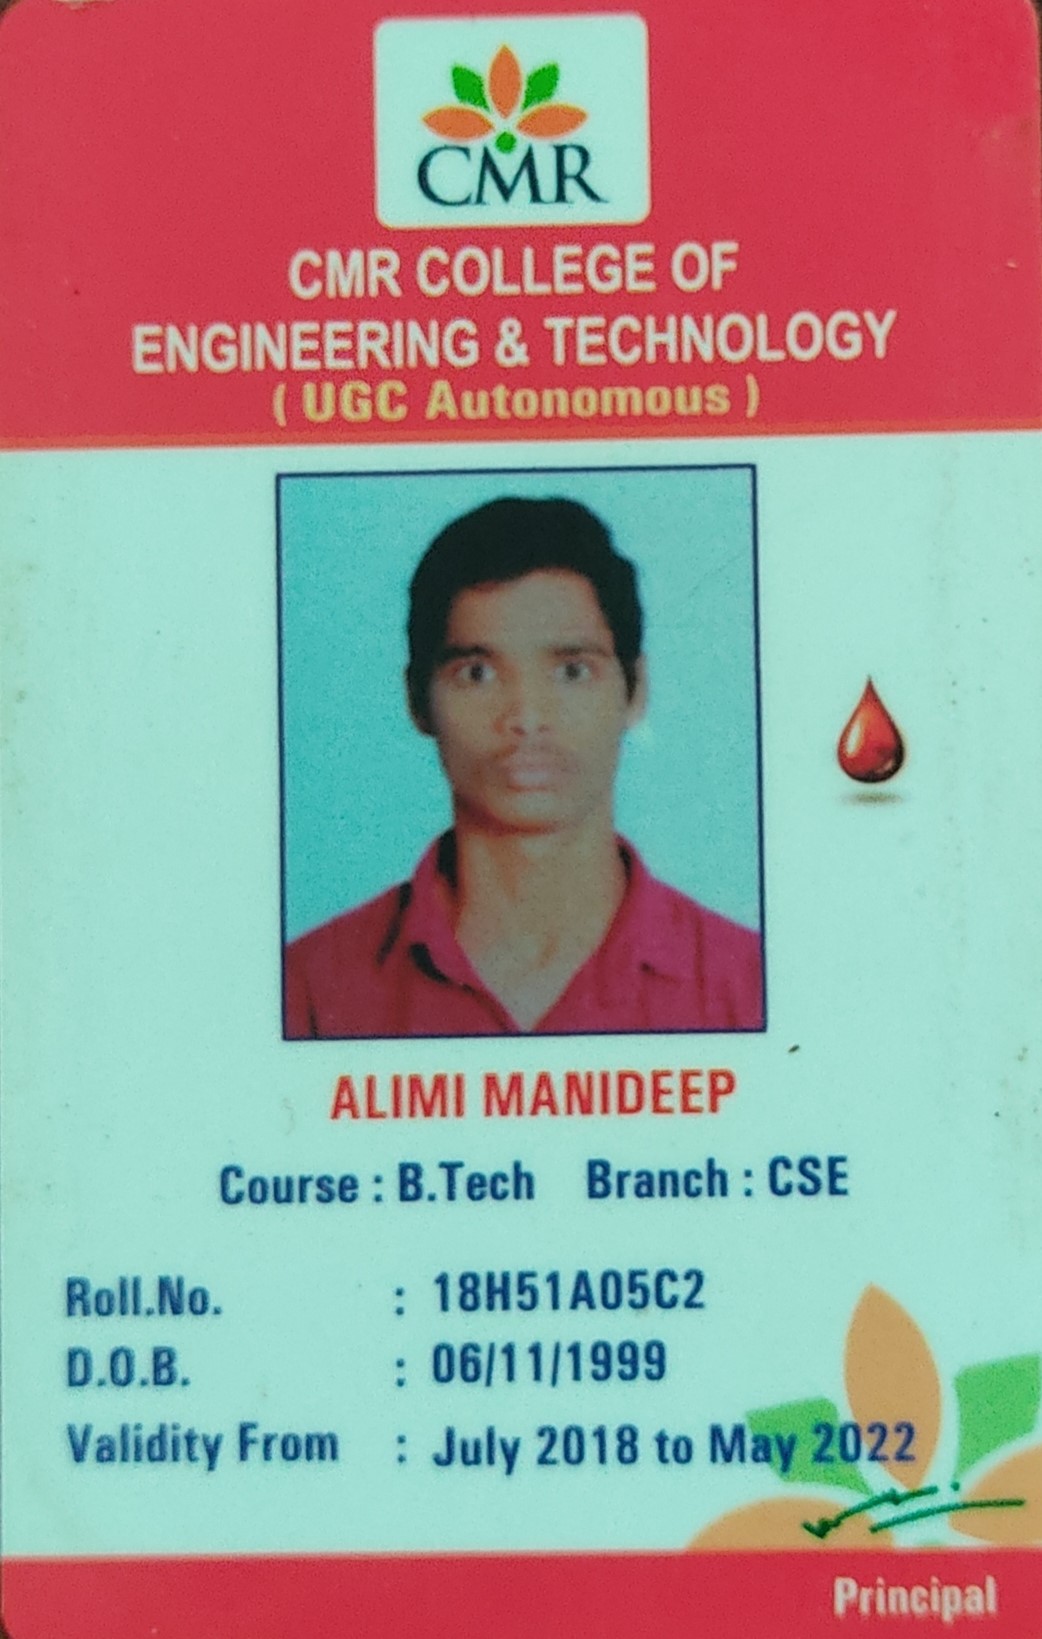 CMR
CMR COLLEGE OF
ENGINEERING & TECHNOLOGY
( UGC Autonomous )
ALIMI MANIDEEP
Course : B.Tech Branch : CSE
Roll.No. : 18H51A05C2
D.O.B. : 06/11/1999
Validity From : July 2018 to May 2022
Principal